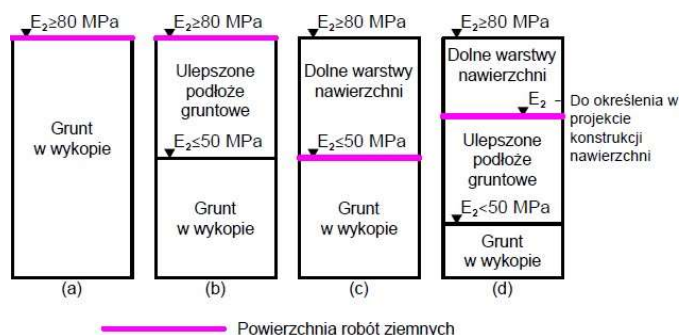 E₂≥80 MPa
Grunt
w wykopie
(a)
E₂≥80 MPa
Ulepszone
podłoże
gruntowe
E₂≤50 MPa
Grunt
w wykopie
(b)
E₂≥80 MPa
Dolne warstwy
nawierzchni
E₂≤50 MPa
Grunt
w wykopie
(c)
E₂≥80 MPa
Dolne warstwy
nawierzchni
E₂ – Do określenia w
projekcie
konstrukcji
nawierzchni
Ulepszone
podłoże
gruntowe
E₂<50 MPa
Grunt
w wykopie
(d)
Powierzchnia robót ziemnych